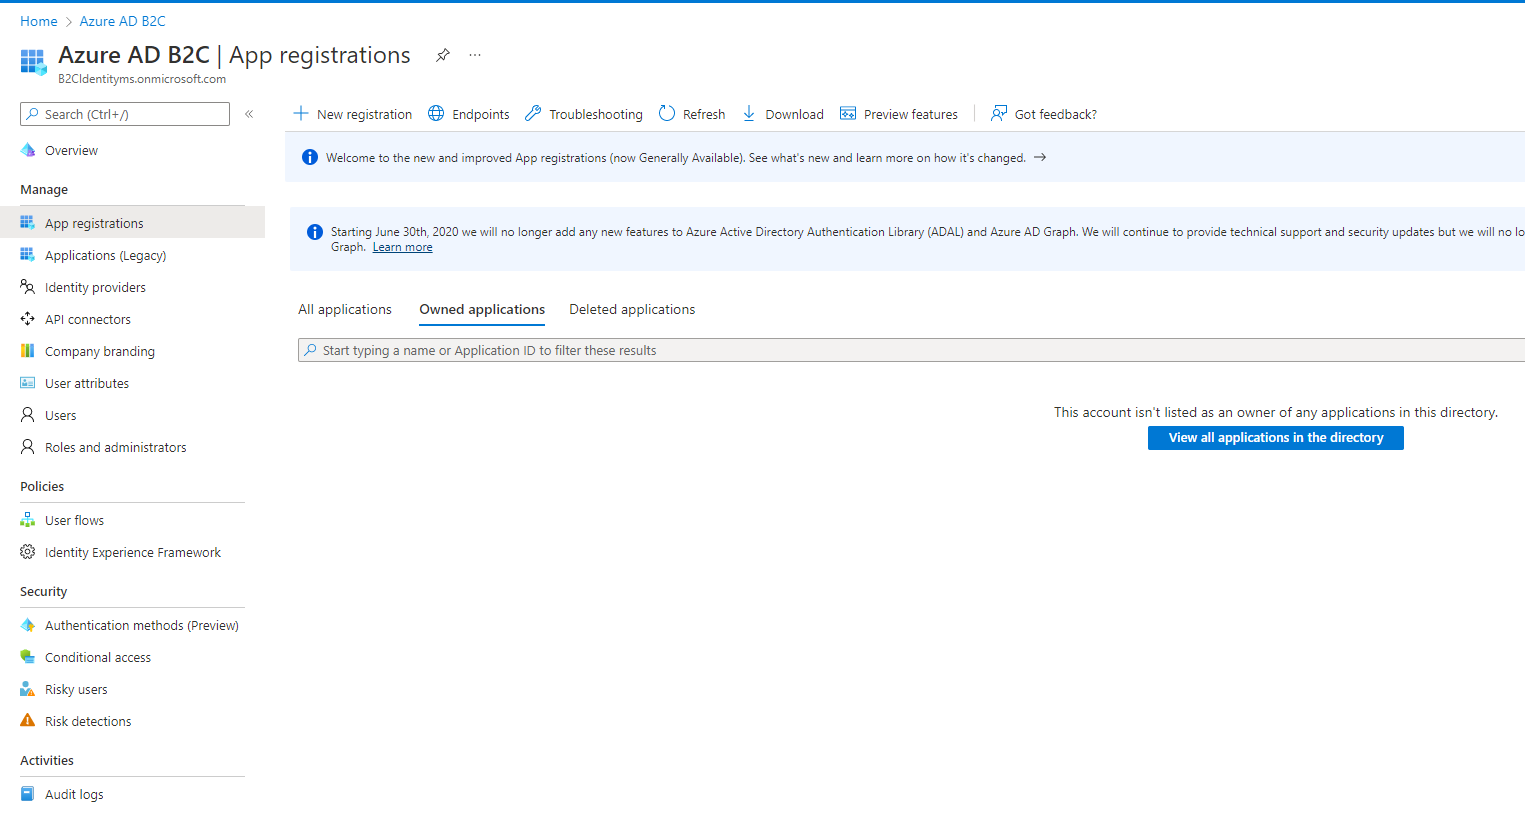 Home > Azure AD B2C
Azure AD B2C | App registrations
B2CIdentityms.onmicrosoft.com
Search (Ctrl+/)
Overview
Manage
App registrations
Applications (Legacy)
Identity providers
API connectors
Company branding
User attributes
Users
Roles and administrators
Policies
User flows
Identity Experience Framework
Security
Authentication methods (Preview)
Conditional access
Risky users
Risk detections
Activities
Audit logs
New registration Endpoints Troubleshooting Refresh Download Preview features Got feedback?
Welcome to the new and improved App registrations (now Generally Available). See what's new and learn more on how it's changed. →
Starting June 30th, 2020 we will no longer add any new features to Azure Active Directory Authentication Library (ADAL) and Azure AD Graph. We will continue to provide technical support and security updates but we will no lo
Graph. Learn more
All applications Owned applications Deleted applications
Start typing a name or Application ID to filter these results
This account isn't listed as an owner of any applications in this directory.
View all applications in the directory